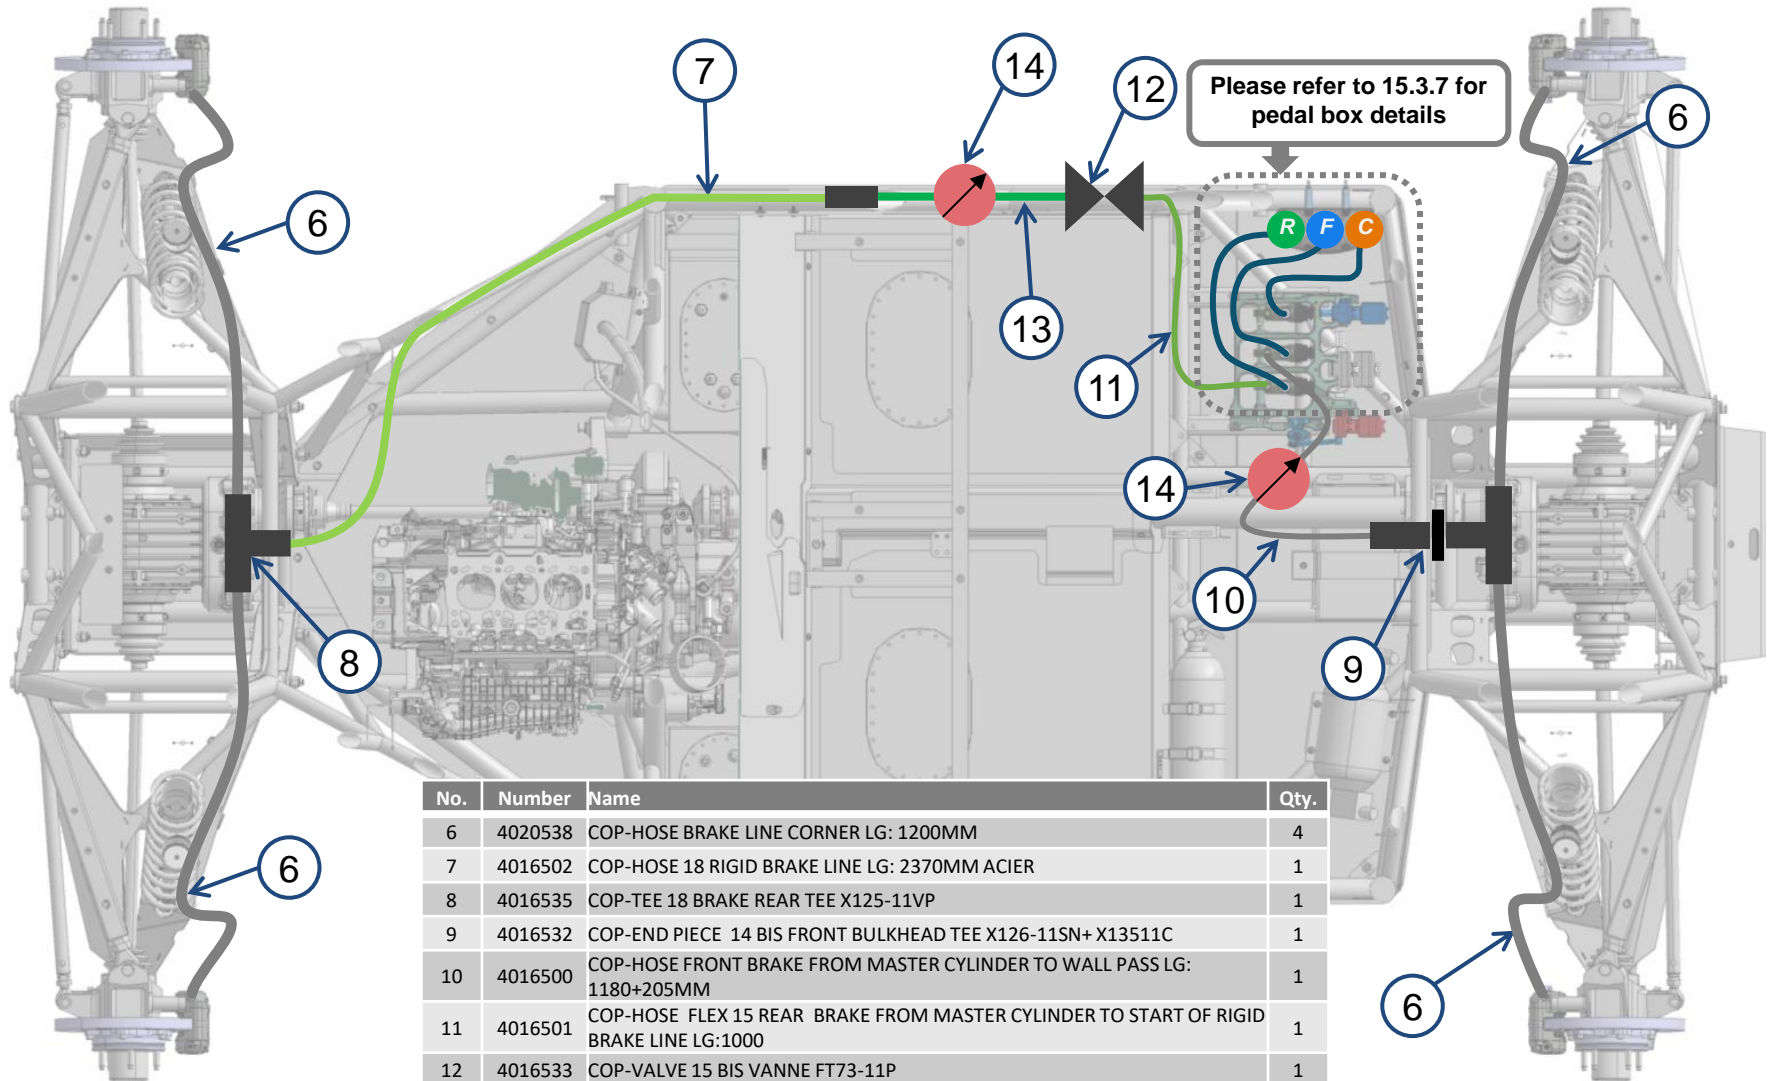 7
14
12
Please refer to 15.3.7 for
pedal box details
6
6
R F C
13
11
14
10
8
9
6
6
No. Number Name Qty.
6 4020538 COP-HOSE BRAKE LINE CORNER LG: 1200MM 4
7 4016502 COP-HOSE 18 RIGID BRAKE LINE LG: 2370MM ACIER 1
8 4016535 COP-TEE 18 BRAKE REAR TEE X125-11VP 1
9 4016532 COP-END PIECE 14 BIS FRONT BULKHEAD TEE X126-11SN+ X13511C 1
10 4016500 COP-HOSE FRONT BRAKE FROM MASTER CYLINDER TO WALL PASS LG:
1180+205MM 1
11 4016501 COP-HOSE FLEX 15 REAR BRAKE FROM MASTER CYLINDER TO START OF RIGID
BRAKE LINE LG:1000 1
12 4016533 COP-VALVE 15 BIS VANNE FT73-11P 1